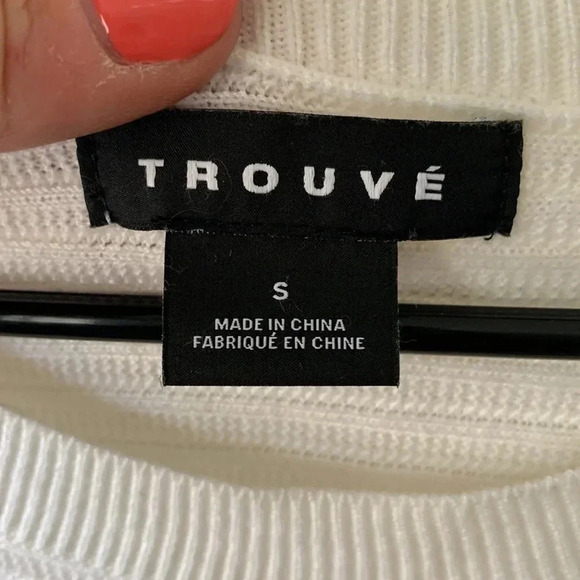 TROUVÉ
S
MADE IN CHINA
FABRIQUÉ EN CHINE